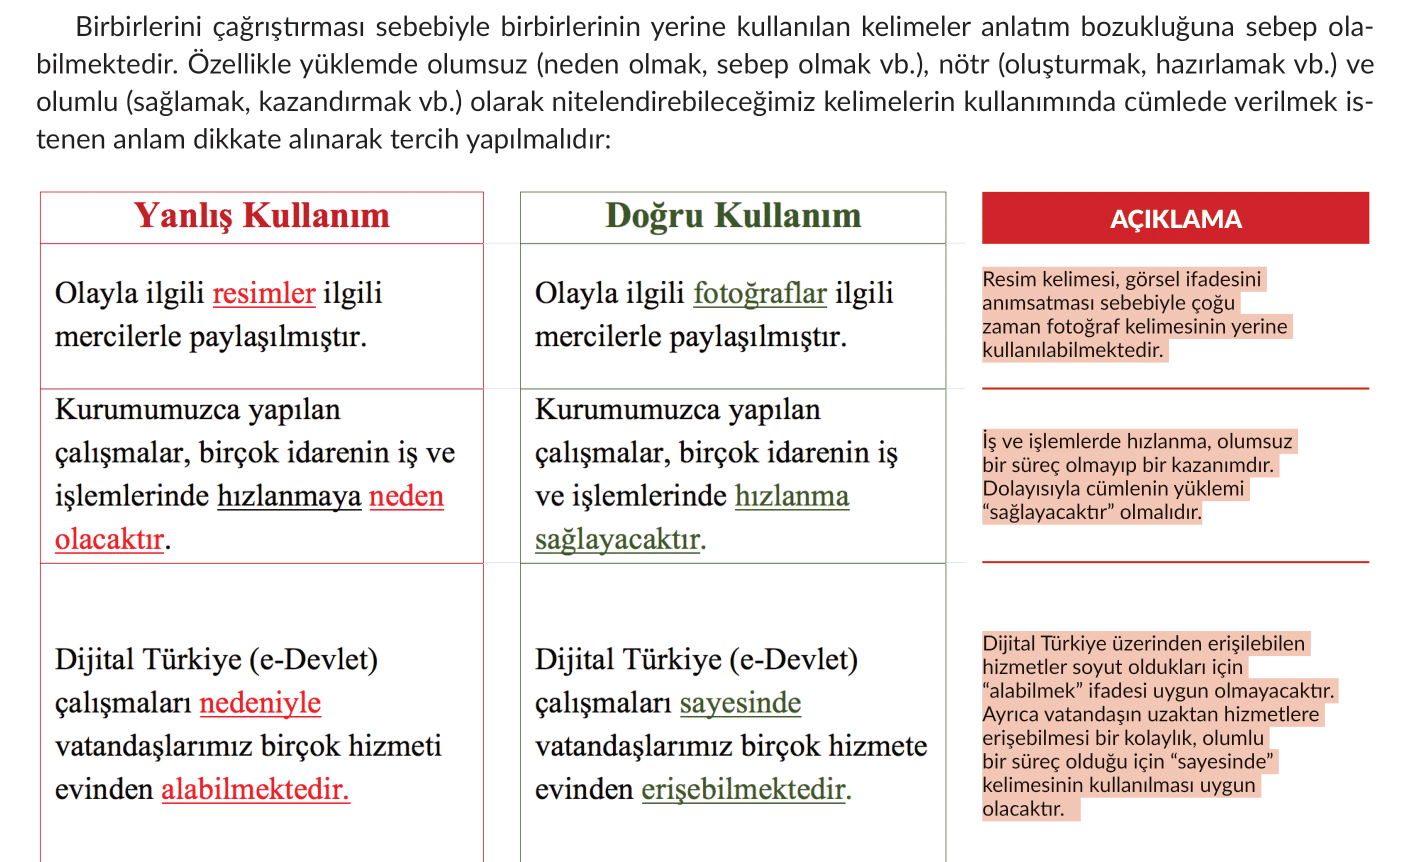 Birbirlerini çağrıştırması sebebiyle birbirlerinin yerine kullanılan kelimeler anlatım bozukluğuna sebep ola-
bilmektedir. Özellikle yüklemde olumsuz (neden olmak, sebep olmak vb.), nötr (oluşturmak, hazırlamak vb.) ve
olumlu (sağlamak, kazandırmak vb.) olarak nitelendirebileceğimiz kelimelerin kullanımında cümlede verilmek is-
tenen anlam dikkate alınarak tercih yapılmalıdır:
Yanlış Kullanım
Doğru Kullanım
AÇIKLAMA
Olayla ilgili resimler ilgili
mercilerle paylaşılmıştır.
Olayla ilgili fotoğraflar ilgili
mercilerle paylaşılmıştır.
Resim kelimesi, görsel ifadesini
anımsatması sebebiyle çoğu
zaman fotoğraf kelimesinin yerine
kullanılabilmektedir.
Kurumumuzca yapılan
çalışmalar, birçok idarenin iş ve
işlemlerinde hızlanmaya neden
olacaktır.
Kurumumuzca yapılan
çalışmalar, birçok idarenin iş
ve işlemlerinde hızlanma
sağlayacaktır.
İş ve işlemlerde hızlanma, olumsuz
bir süreç olmayıp bir kazanımdır.
Dolayısıyla cümlenin yüklemi
“sağlayacaktır” olmalıdır.
Dijital Türkiye (e-Devlet)
çalışmaları nedeniyle
vatandaşlarımız birçok hizmeti
evinden alabilmektedir.
Dijital Türkiye (e-Devlet)
çalışmaları sayesinde
vatandaşlarımız birçok hizmete
evinden erişebilmektedir.
Dijital Türkiye üzerinden erişilebilen
hizmetler soyut oldukları için
“alabilmek” ifadesi uygun olmayacaktır.
Ayrıca vatandaşın uzaktan hizmetlere
erişebilmesi bir kolaylık, olumlu
bir süreç olduğu için “sayesinde”
kelimesinin kullanılması uygun
olacaktır.